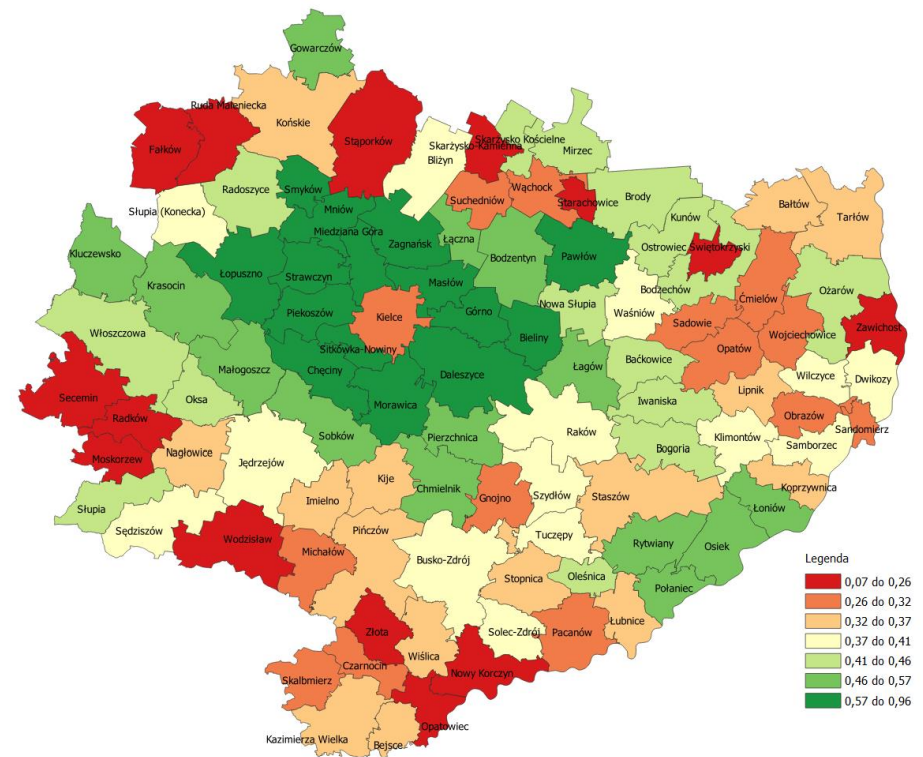 Gowarczów
Ruda Maleniecka
Końskie
Stąporków
Fałków
Skarżysko Kościelne
Skarżysko-Kamienna
Mirzec
Bliżyn
Radoszyce
Smyków
Suchedniów
Wąchock
Starachowice
Brody
Bałtów
Tarłów
Słupia (Konecka)
Mniów
Kunów
Miedziana Góra
Zagnańsk
Łączna
Ostrowiec Świętokrzyski
Kluczewsko
Łopuszno
Strawczyn
Bodzentyn
Pawłów
Krasocin
Masłów
Bodzechów
Ćmielów
Ożarów
Piekoszów
Kielce
Górno
Nowa Słupia
Waśniów
Sadowie
Wojciechowice
Zawichost
Włoszczowa
Sitkówka-Nowiny
Bieliny
Opatów
Małogoszcz
Chęciny
Daleszyce
Łagów
Baćkowice
Wilczyce
Dwikozy
Secemin
Oksa
Morawica
Iwaniska
Lipnik
Radków
Obrazów
Sandomierz
Sobków
Pierzchnica
Raków
Bogoria
Klimontów
Samborzec
Moskorzew
Nagłowice
Jędrzejów
Kije
Chmielnik
Gnojno
Szydłów
Staszów
Koprzywnica
Słupia
Imielno
Łoniów
Sędziszów
Pińczów
Wodzisław
Tuczępy
Rytwiany
Osiek
Michałów
Busko-Zdrój
Stopnica
Oleśnica
Połaniec
Łubnice
Złota
Solec-Zdrój
Pacanów
Wiślica
Czarnocin
Skalbmierz
Nowy Korczyn
Opatowiec
Kazimierza Wielka
Bejsce
Legenda
0,07 do 0,26
0,26 do 0,32
0,32 do 0,37
0,37 do 0,41
0,41 do 0,46
0,46 do 0,57
0,57 do 0,96